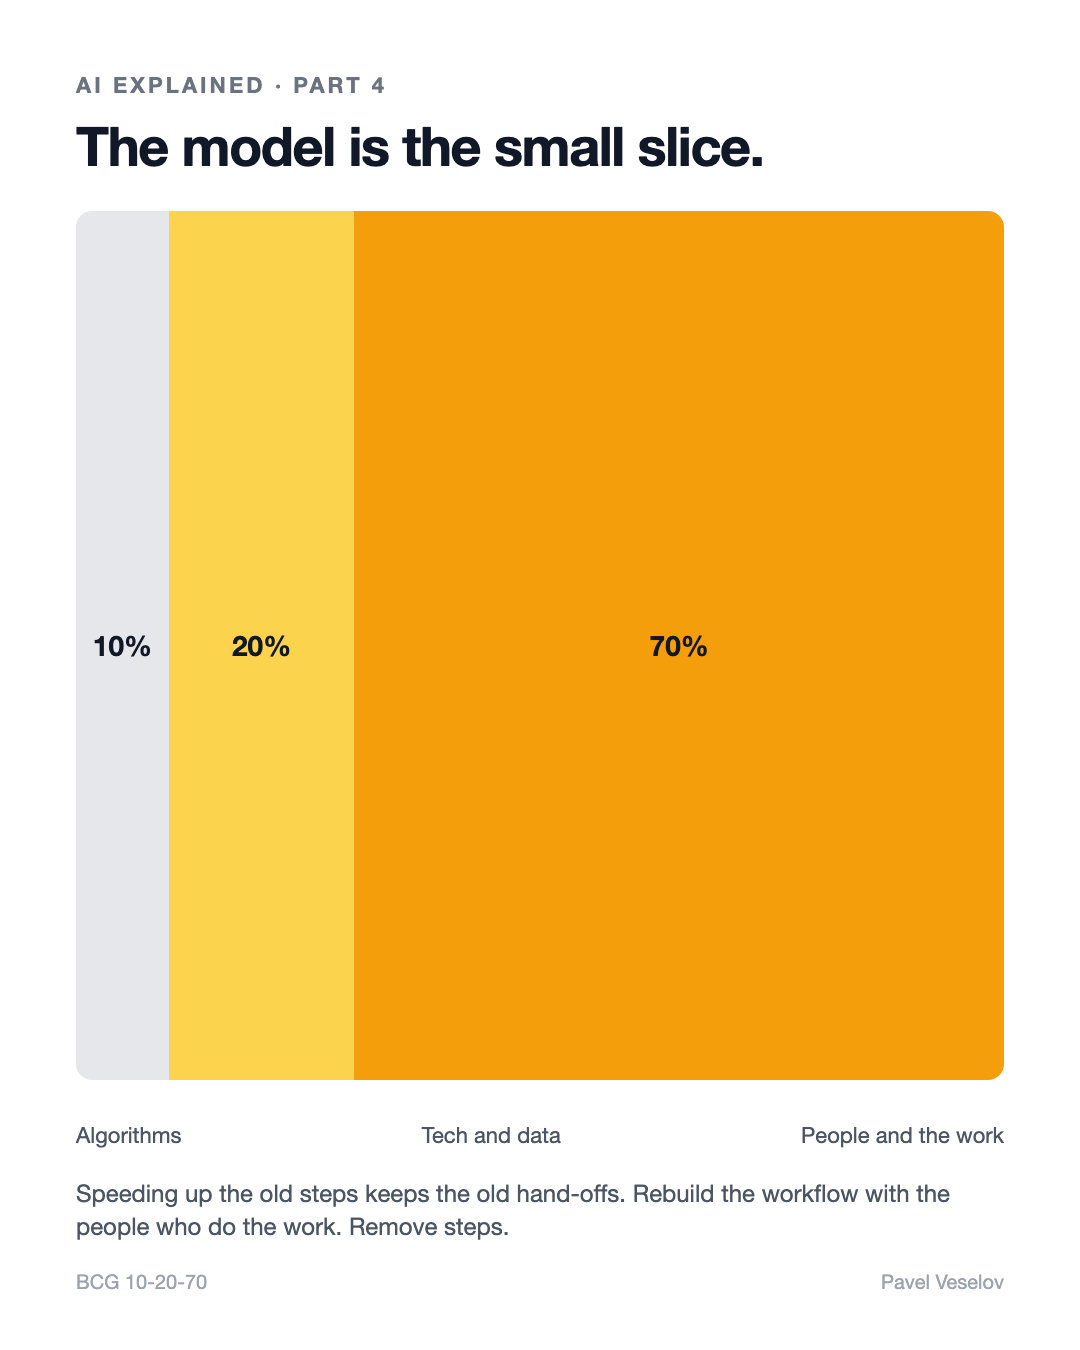 AI EXPLAINED · PART 4
The model is the small slice.
10% 20% 70%
Algorithms Tech and data People and the work
Speeding up the old steps keeps the old hand-offs. Rebuild the workflow with the
people who do the work. Remove steps.
BCG 10-20-70 Pavel Veselov